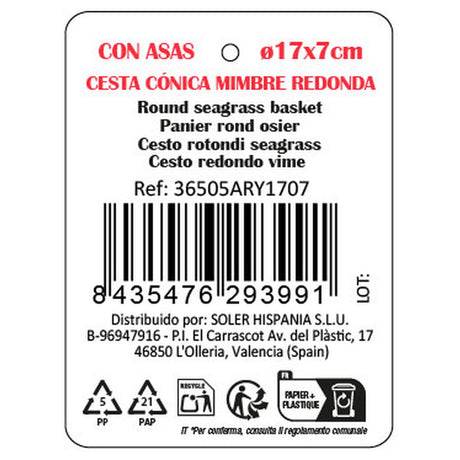 CON ASAS ø17x7cm
CESTA CÓNICA MIMBRE REDONDA
Round seagrass basket
Panier rond osier
Cesto rotondi seagrass
Cesto redondo vime
Ref: 36505ARY1707
8 435476 293991
LOT:
Distribuido por: SOLER HISPANIA S.L.U.
B-96947916 - P.I. El Carrascot Av. del Plàstic, 17
46850 L'Olleria, Valencia (Spain)
5
PP
21
PAP
RECYCLE
FR
PAPIER +
PLASTIQUE
IT *Per conferma, consulta il regolamento comunale